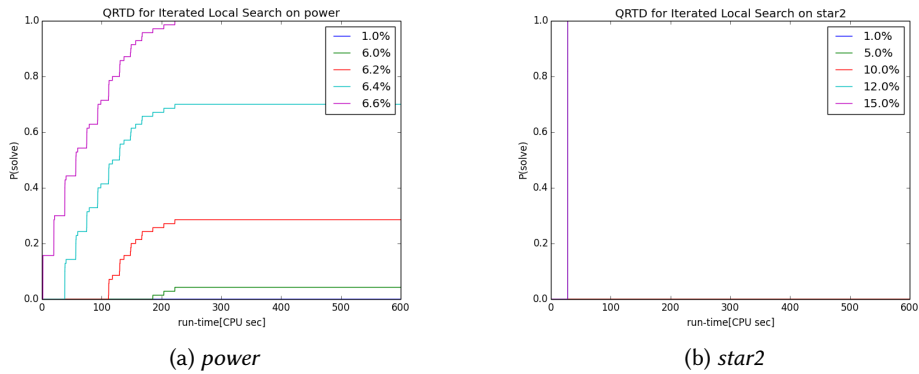 QRTD for Iterated Local Search on power
1.0%
6.0%
6.2%
6.4%
6.6%
1.0
0.8
0.6
0.4
0.2
0.0
P(solve)
0 100 200 300 400 500 600
run-time[CPU sec]
(a) power
QRTD for Iterated Local Search on star2
1.0%
5.0%
10.0%
12.0%
15.0%
1.0
0.8
0.6
0.4
0.2
0.0
P(solve)
0 100 200 300 400 500 600
run-time[CPU sec]
(b) star2